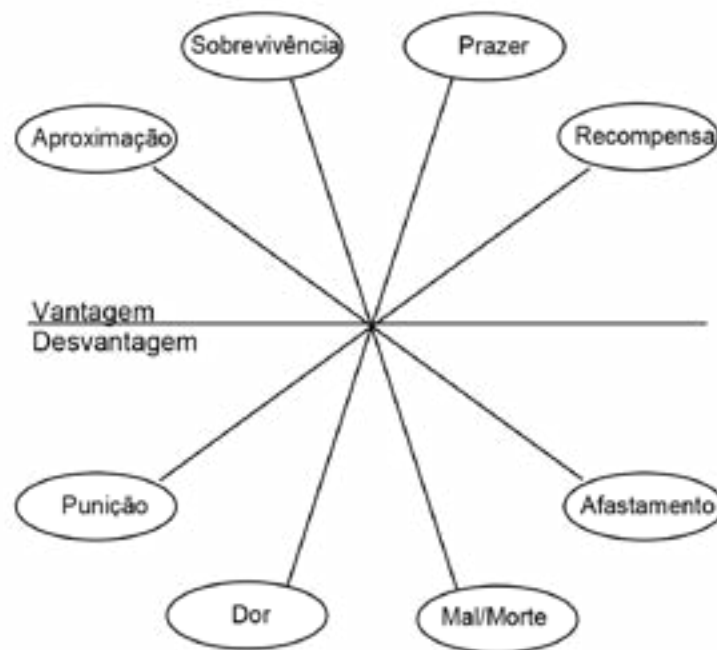 Sobrevivência
Prazer
Aproximação
Recompensa
Vantagem
Desvantagem
Punição
Afastamento
Dor
Mal/Morte